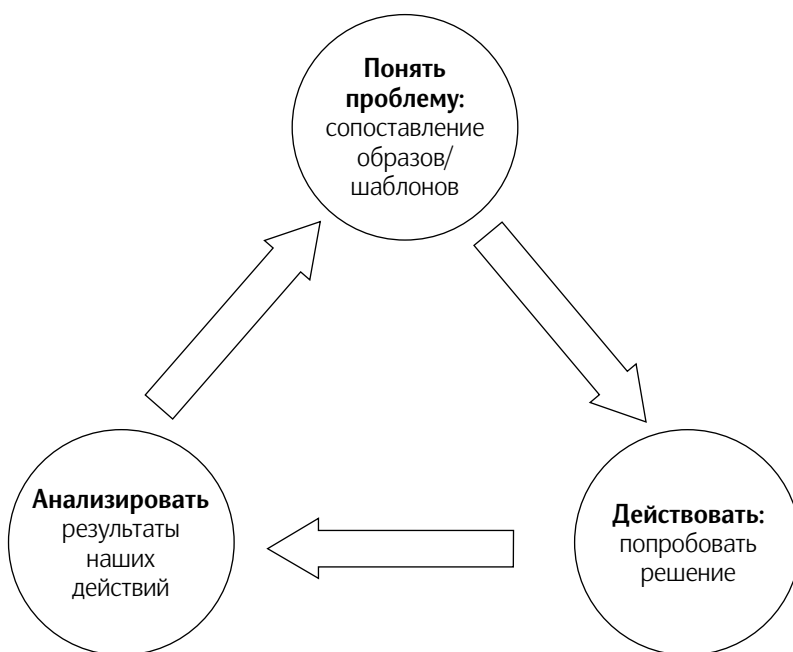 Понять
проблему:
сопоставление
образов/
шаблонов
Анализировать
результаты
наших
действий
Действовать:
попробовать
решение